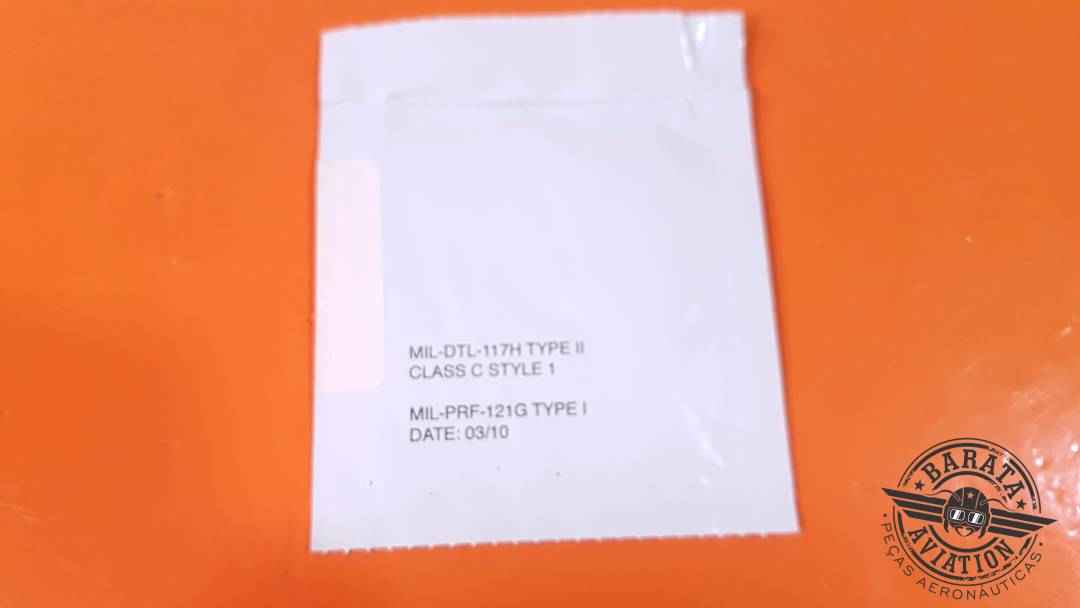 MIL-DTL-117H TYPE II
CLASS C STYLE 1
MIL-PRF-121G TYPE I
DATE: 03/10
BARATA
AVIATION
PEÇAS AERONÁUTICAS